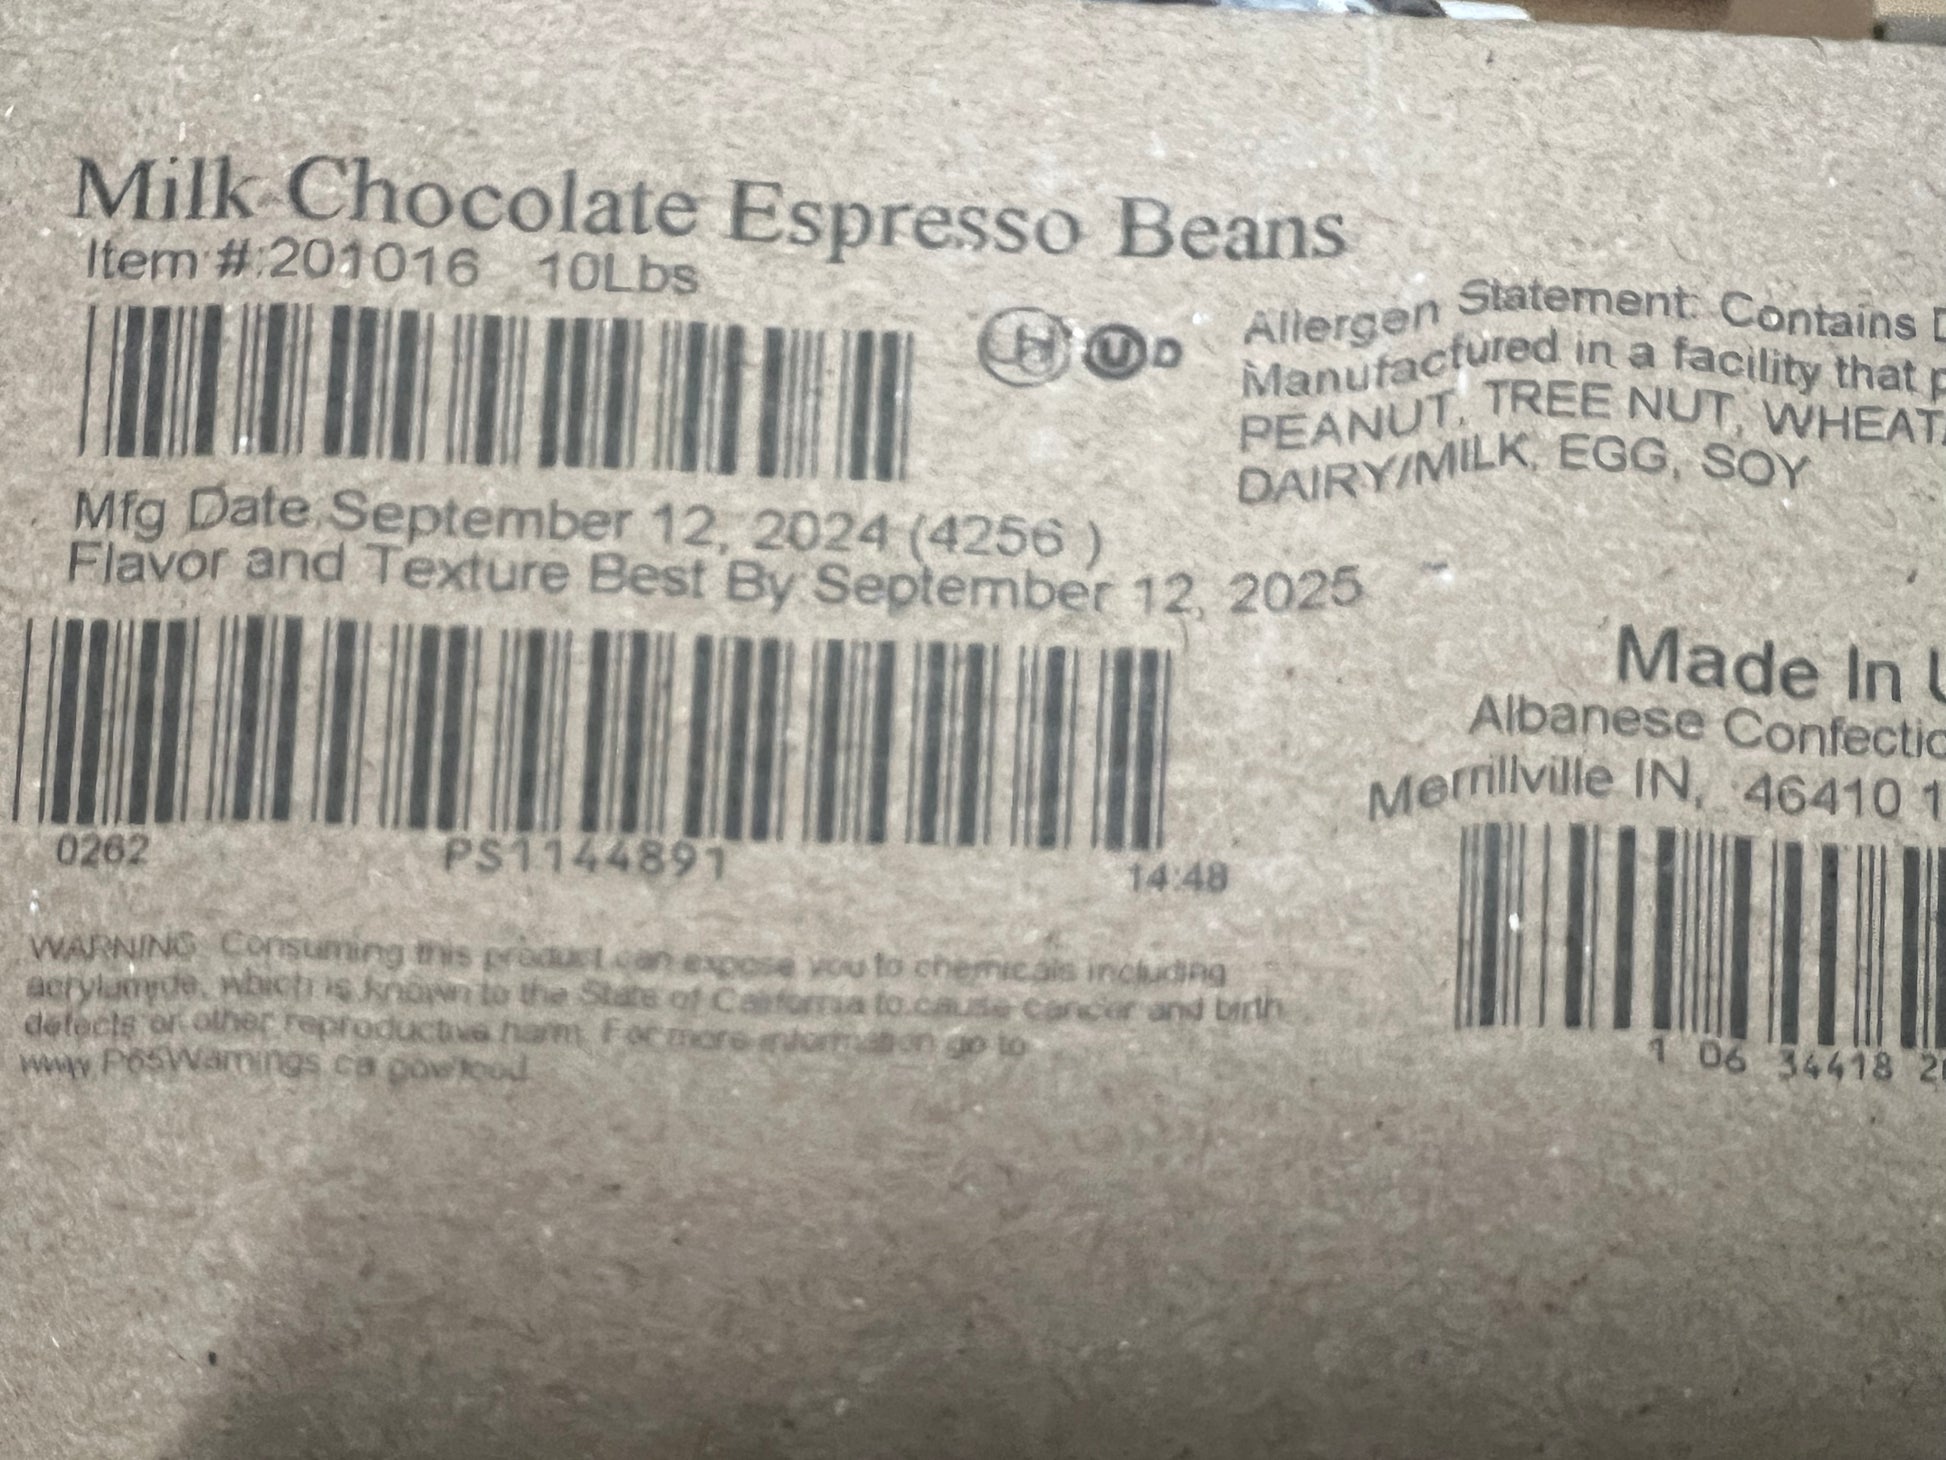 Milk Chocolate Espresso Beans
Item #:201016 10Lbs
Allergen Statement: Contains
Manufactured in a facility that
PEANUT, TREE NUT, WHEAT,
DAIRY/MILK, EGG, SOY
U D
Mfg Date September 12, 2024 (4256 )
Flavor and Texture Best By September 12, 2025
Made In
Albanese
Merrillville IN, 46410
0262 PS1144891 14:48
WARNING: Consuming this product can expose you to chemicals including
acrylamide, which is known to the State of California to cause cancer and birth
defects or other reproductive harm. For more information go to
www.P65Warnings.ca.gov/food
1 06 34418